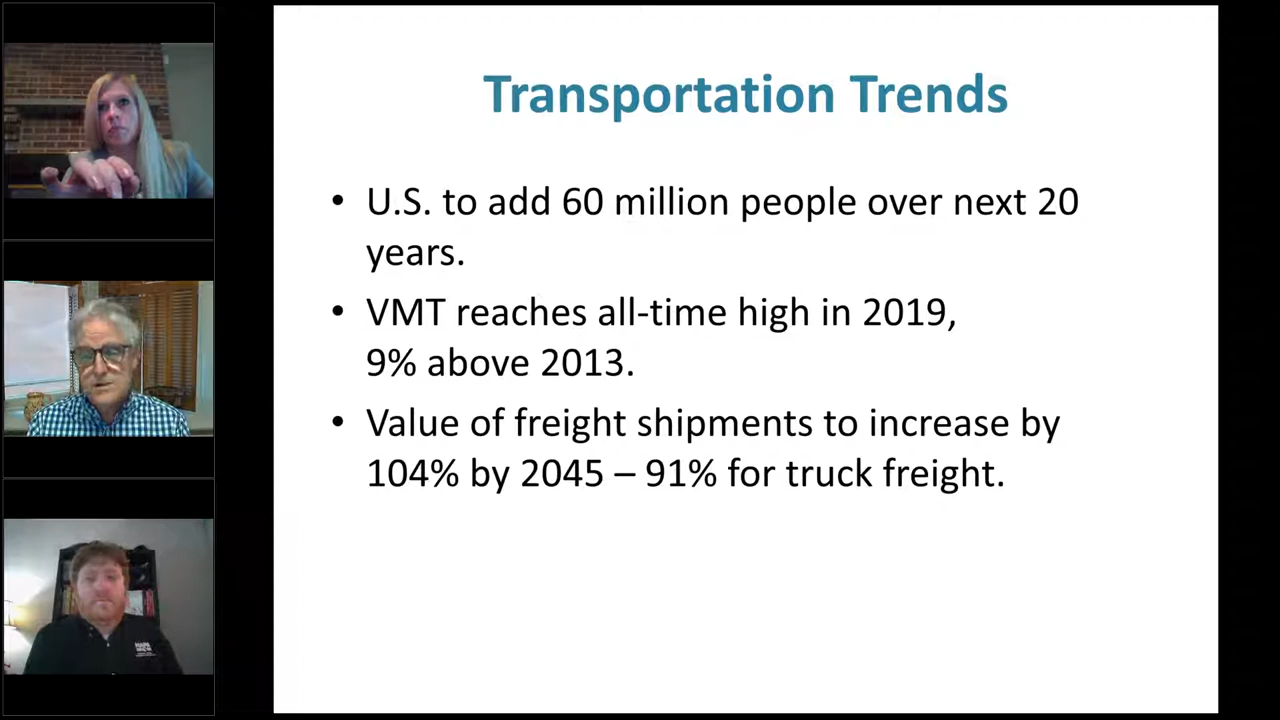 Transportation Trends
• U.S. to add 60 million people over next 20
years.
• VMT reaches all-time high in 2019,
9% above 2013.
• Value of freight shipments to increase by
104% by 2045 – 91% for truck freight.